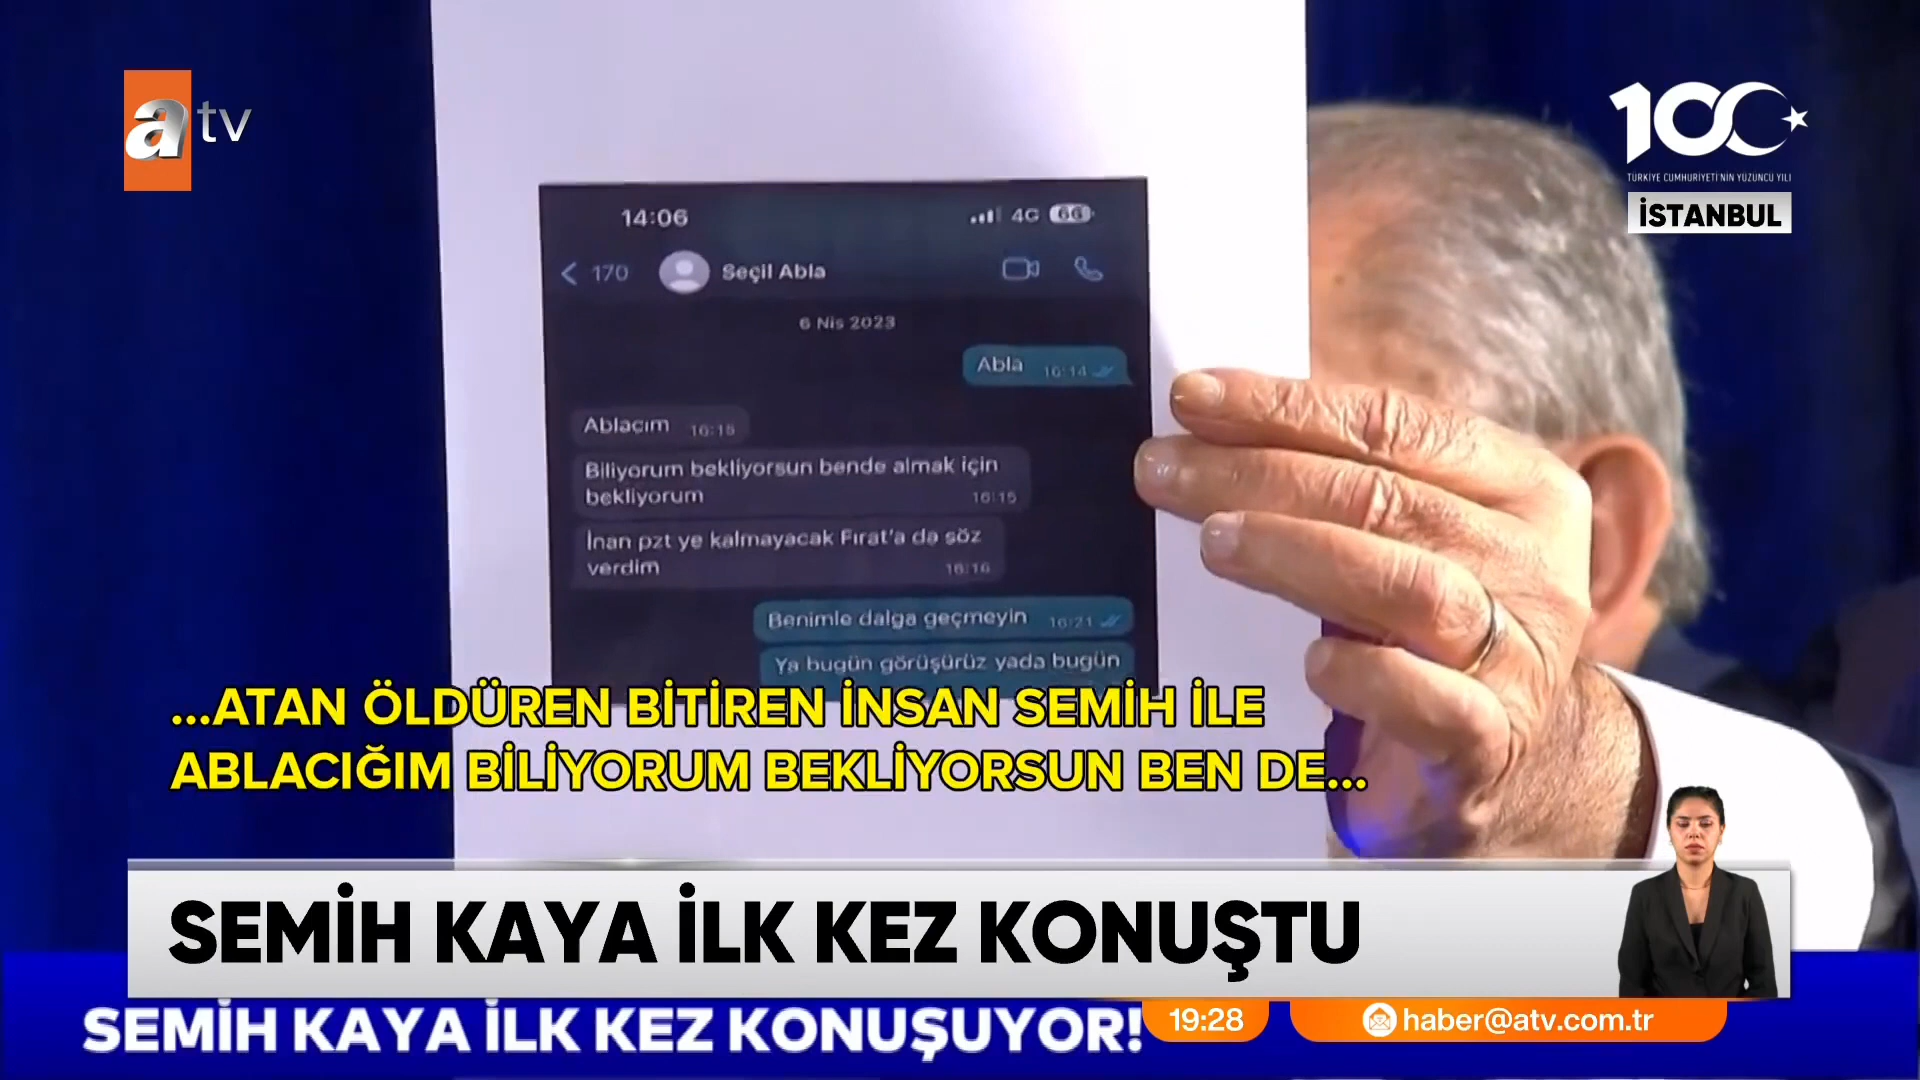 atv
100
TÜRKİYE CUMHURİYETİ'NİN YÜZÜNCÜ YILI
İSTANBUL
14:06
4G 66
170
Seçil Abla
6 Nis 2023
Abla 16:14
Ablacım 16:15
Biliyorum bekliyorsun bende almak için
bekliyorum 16:15
İnan pzt ye kalmayacak Fırat'a da söz
verdim 16:16
Benimle dalga geçmeyin 16:21
Ya bugün görüşürüz yada bugün
...ATAN ÖLDÜREN BİTİREN İNSAN SEMİH İLE
ABLACIĞIM BİLİYORUM BEKLİYORSUN BEN DE...
SEMİH KAYA İLK KEZ KONUŞTU
SEMİH KAYA İLK KEZ KONUŞUYOR!
19:28
haber@atv.com.tr